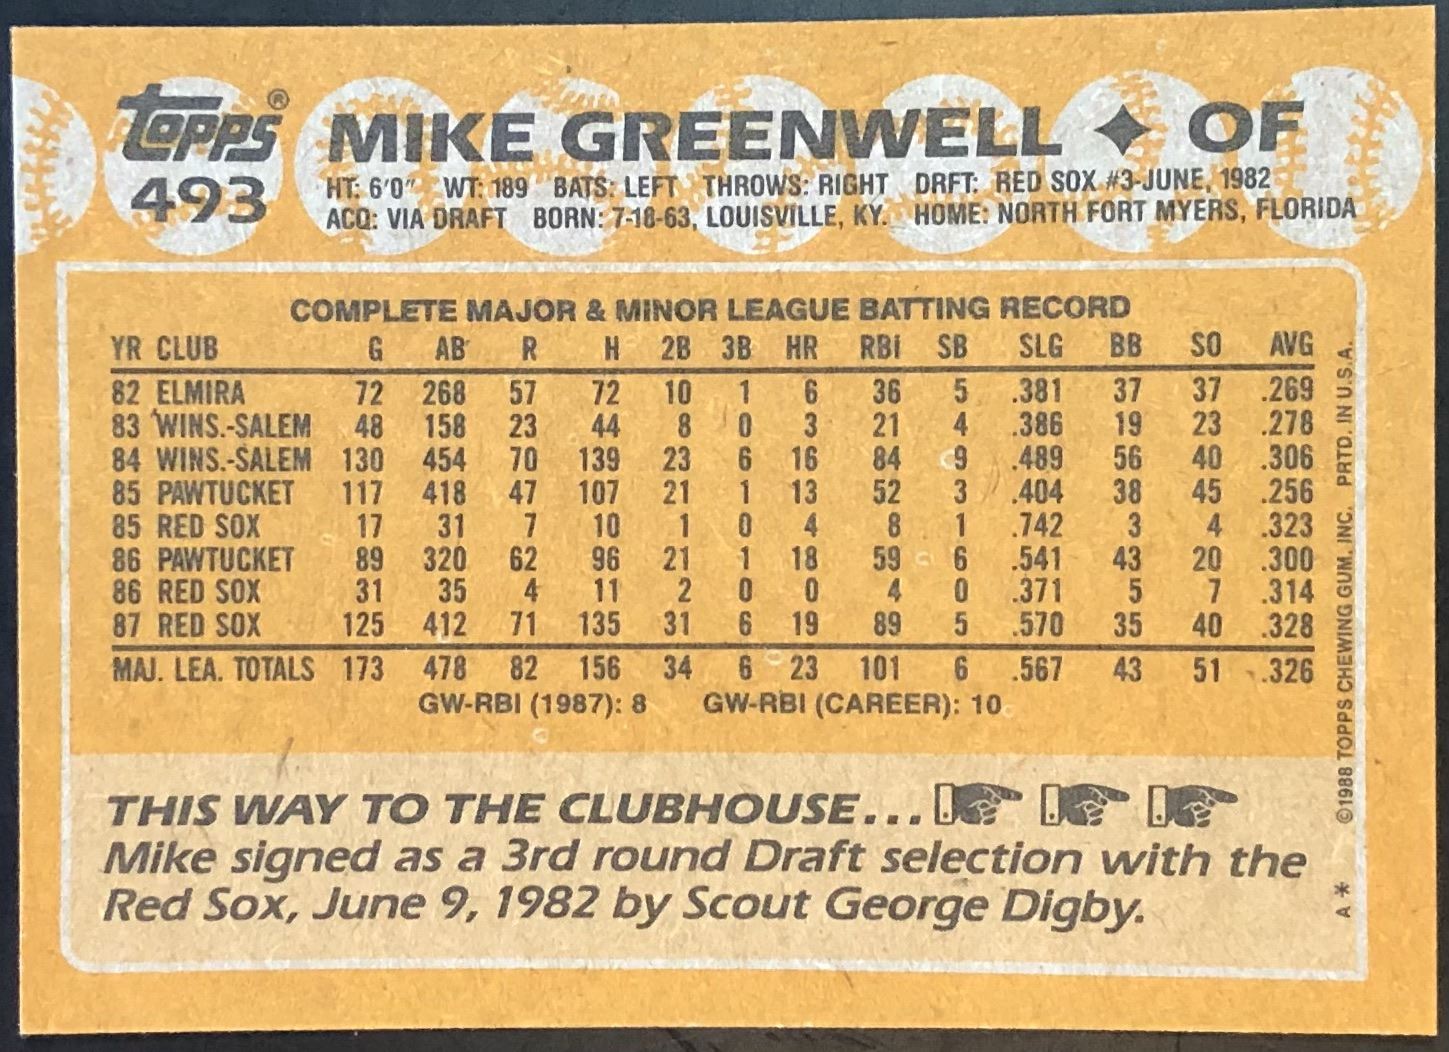 Topps® MIKE GREENWELL ✦ OF
493
HT: 6'0" WT: 189 BATS: LEFT THROWS: RIGHT DRFT: RED SOX #3-JUNE, 1982
ACQ: VIA DRAFT BORN: 7-18-63, LOUISVILLE, KY. HOME: NORTH FORT MYERS, FLORIDA
COMPLETE MAJOR & MINOR LEAGUE BATTING RECORD
YR CLUB G AB R H 2B 3B HR RBI SB SLG BB SO AVG
82 ELMIRA 72 268 57 72 10 1 6 36 5 .381 37 37 .269
83 WINS.-SALEM 48 158 23 44 8 0 3 21 4 .386 19 23 .278
84 WINS.-SALEM 130 454 70 139 23 6 16 84 9 .489 56 40 .306
85 PAWTUCKET 117 418 47 107 21 1 13 52 3 .404 38 45 .256
85 RED SOX 17 31 7 10 1 0 4 8 1 .742 3 4 .323
86 PAWTUCKET 89 320 62 96 21 1 18 59 6 .541 43 20 .300
86 RED SOX 31 35 4 11 2 0 0 4 0 .371 5 7 .314
87 RED SOX 125 412 71 135 31 6 19 89 5 .570 35 40 .328
MAJ. LEA. TOTALS 173 478 82 156 34 6 23 101 6 .567 43 51 .326
GW-RBI (1987): 8 GW-RBI (CAREER): 10
THIS WAY TO THE CLUBHOUSE...
Mike signed as a 3rd round Draft selection with the
Red Sox, June 9, 1982 by Scout George Digby.
A* ©1988 TOPPS CHEWING GUM, INC. PRTD. IN U.S.A.